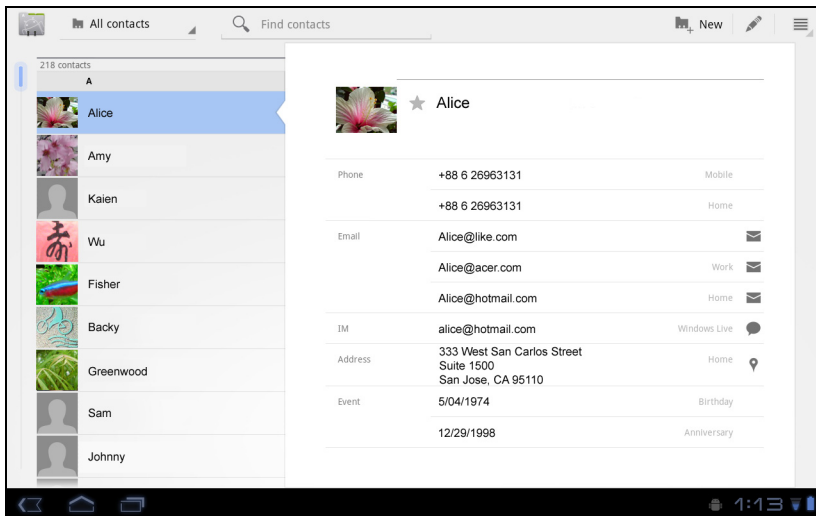 All contacts
Find contacts
New
218 contacts
A
Alice
Amy
Kaien
Wu
Fisher
Backy
Greenwood
Sam
Johnny
Alice
Phone
+88 6 26963131
Mobile
+88 6 26963131
Home
Email
Alice@like.com
Alice@acer.com
Work
Alice@hotmail.com
Home
IM
alice@hotmail.com
Windows Live
Address
333 West San Carlos Street
Home
Suite 1500
San Jose, CA 95110
Event
5/04/1974
Birthday
12/29/1998
Anniversary
1:13